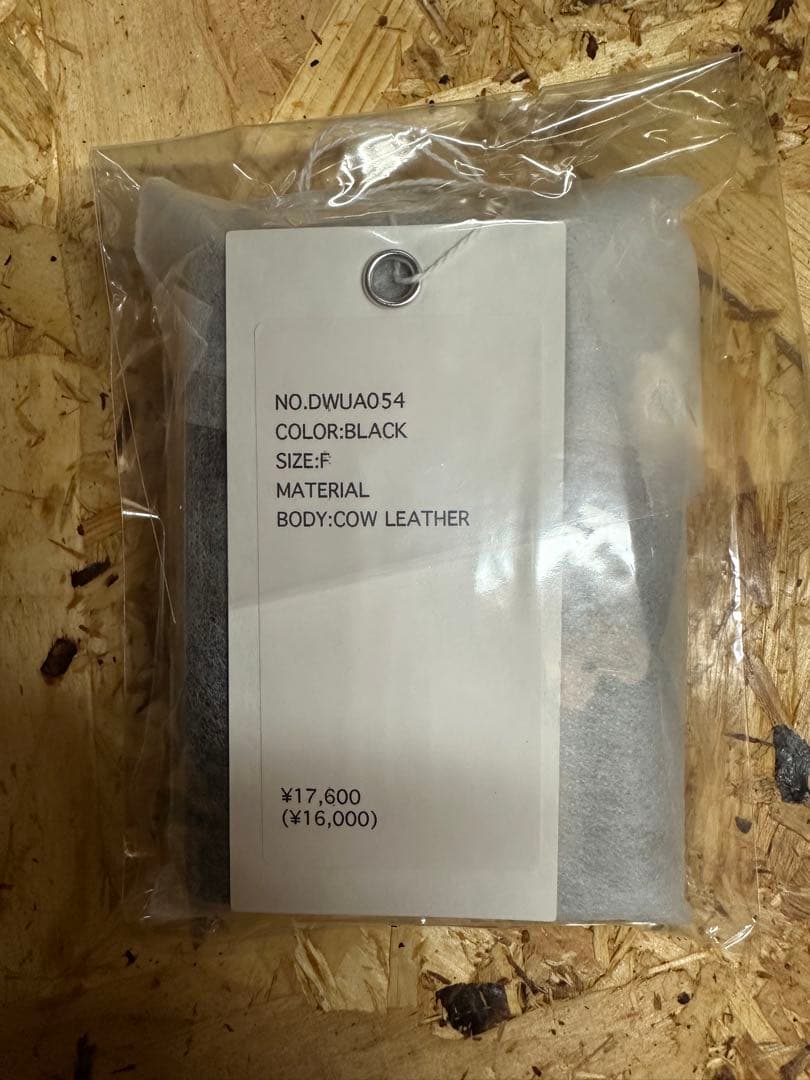 NO.DWUA054
COLOR:BLACK
SIZE:F
MATERIAL
BODY:COW LEATHER
¥17,600
(¥16,000)